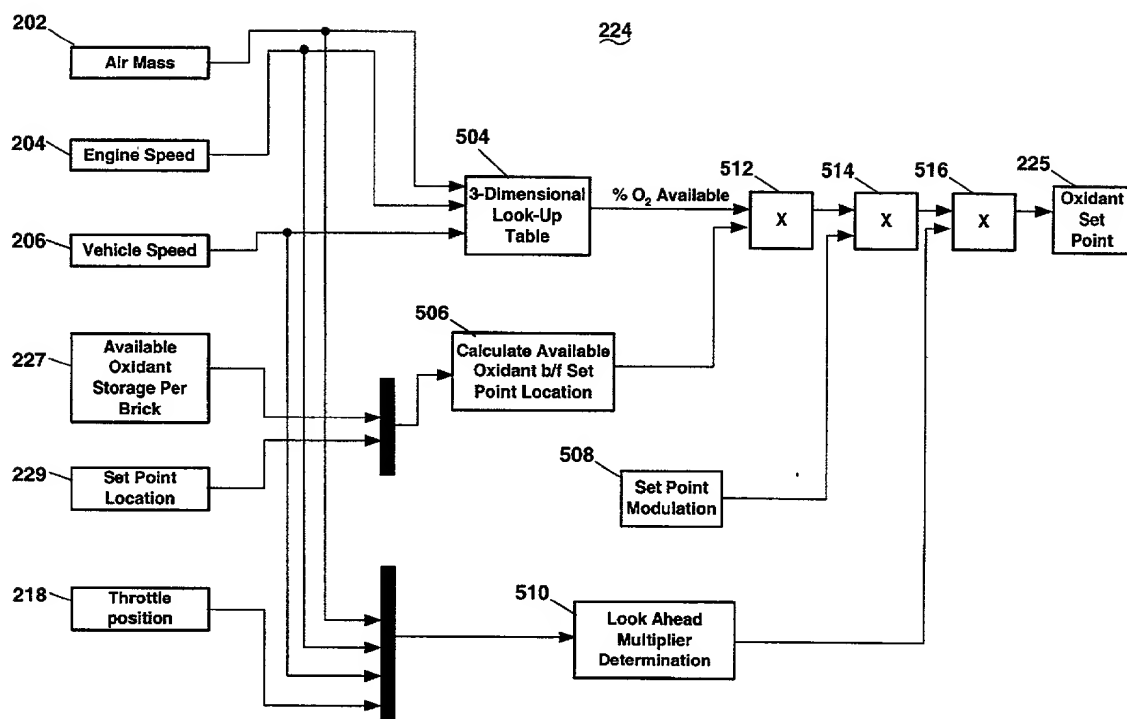 202
Air Mass
224
204
Engine Speed
504
3-Dimensional
Look-Up
Table
% O₂ Available
512
X
514
X
516
X
225
Oxidant
Set
Point
206
Vehicle Speed
227
Available
Oxidant
Storage Per
Brick
506
Calculate Available
Oxidant b/f Set
Point Location
229
Set Point
Location
508
Set Point
Modulation
218
Throttle
position
510
Look Ahead
Multiplier
Determination